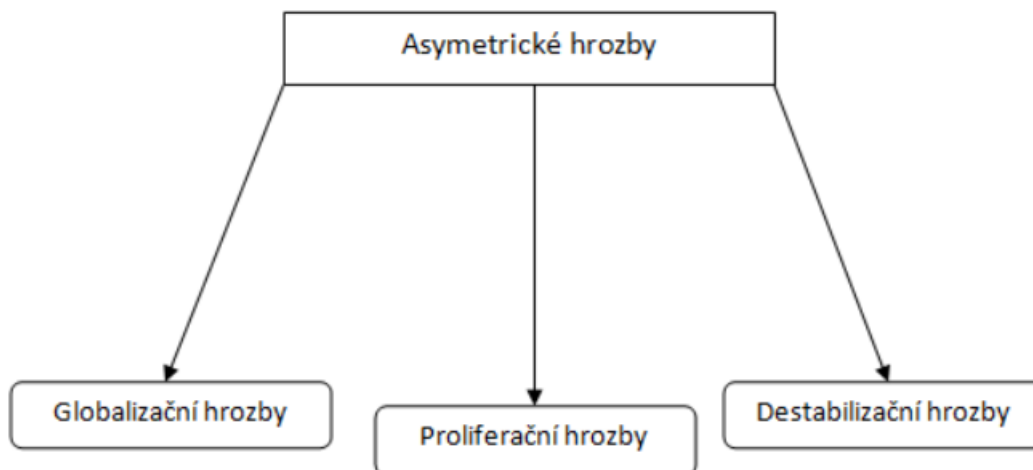 Asymetrické hrozby
Globalizační hrozby
Proliferační hrozby
Destabilizační hrozby